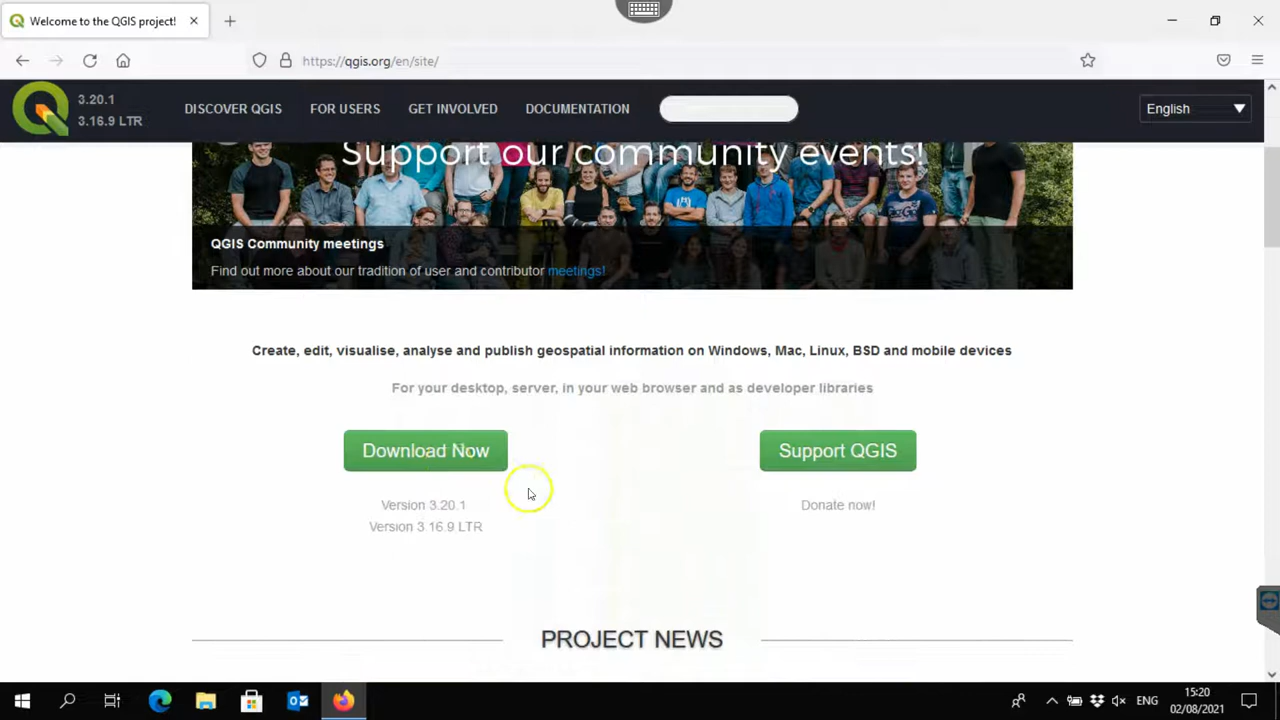 Welcome to the QGIS project!
https://qgis.org/en/site/
3.20.1
3.16.9 LTR
DISCOVER QGIS
FOR USERS
GET INVOLVED
DOCUMENTATION
English
Support our community events!
QGIS Community meetings
Find out more about our tradition of user and contributor meetings!
Create, edit, visualise, analyse and publish geospatial information on Windows, Mac, Linux, BSD and mobile devices
For your desktop, server, in your web browser and as developer libraries
Download Now
Support QGIS
Version 3.20.1
Donate now!
Version 3.16.9 LTR
PROJECT NEWS
ENG
15:20
02/08/2021